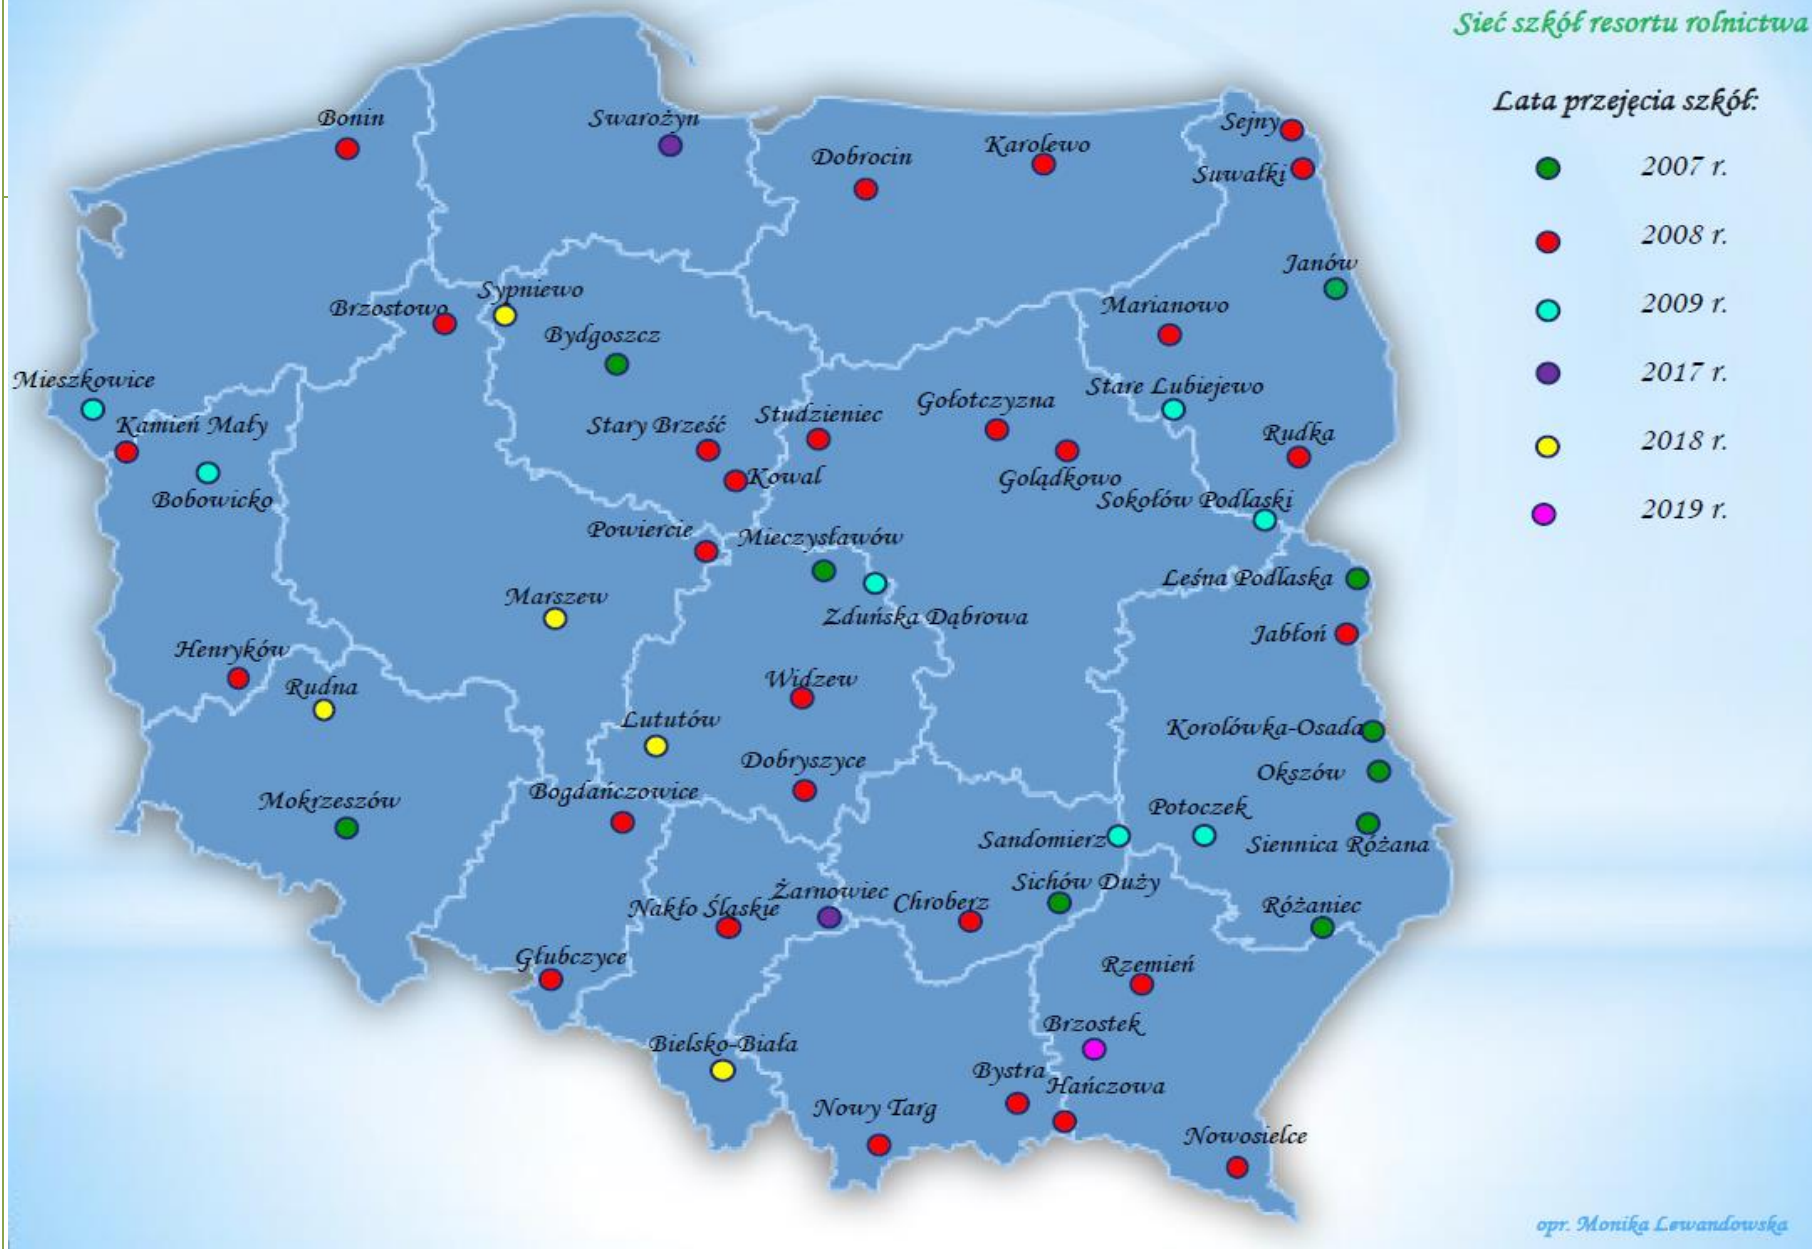 Sieć szkół resortu rolnictwa
Lata przejęcia szkół:
2007 r.
2008 r.
2009 r.
2017 r.
2018 r.
2019 r.
Bonin
Swarożyn
Dobrocin
Karolewo
Sejny
Suwałki
Janów
Brzostowo
Sypniewo
Bydgoszcz
Marianowo
Mieszkowice
Kamień Mały
Bobowicko
Stary Brześć
Studzieniec
Kowal
Gołotczyzna
Stare Lubiejewo
Gołądkowo
Rudka
Sokołów Podlaski
Powiercie
Mieczysławów
Zduńska Dąbrowa
Leśna Podlaska
Marszew
Jabłoń
Henryków
Rudna
Widzew
Lututów
Korolówka-Osada
Dobryszyce
Okszów
Mokrzeszów
Bogdańczowice
Potoczek
Sandomierz
Siennica Różana
Nakło Śląskie
Żarnowiec
Chroberz
Sichów Duży
Różaniec
Głubczyce
Rzemień
Brzostek
Bielsko-Biała
Bystra
Hańczowa
Nowy Targ
Nowosielce
opr. Monika Lewandowska